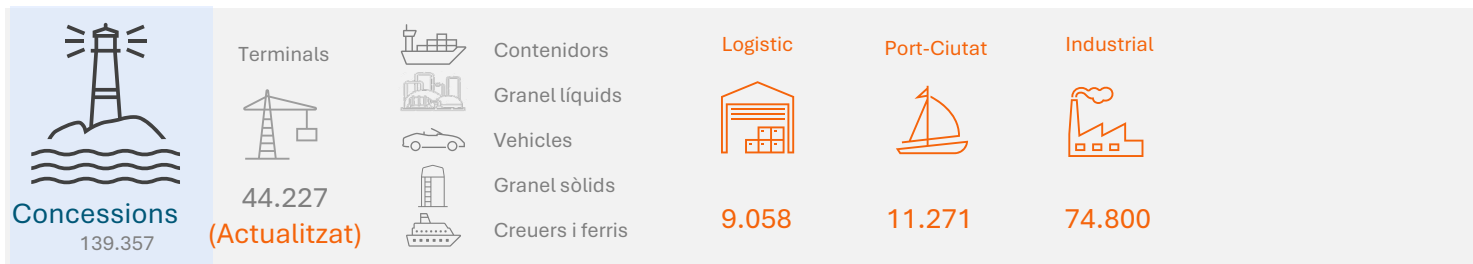 Concessions
139.357
Terminals
44.227
(Actualitzat)
Contenidors
Granel líquids
Vehicles
Granel sòlids
Creuers i ferris
Logistic
9.058
Port-Ciutat
11.271
Industrial
74.800